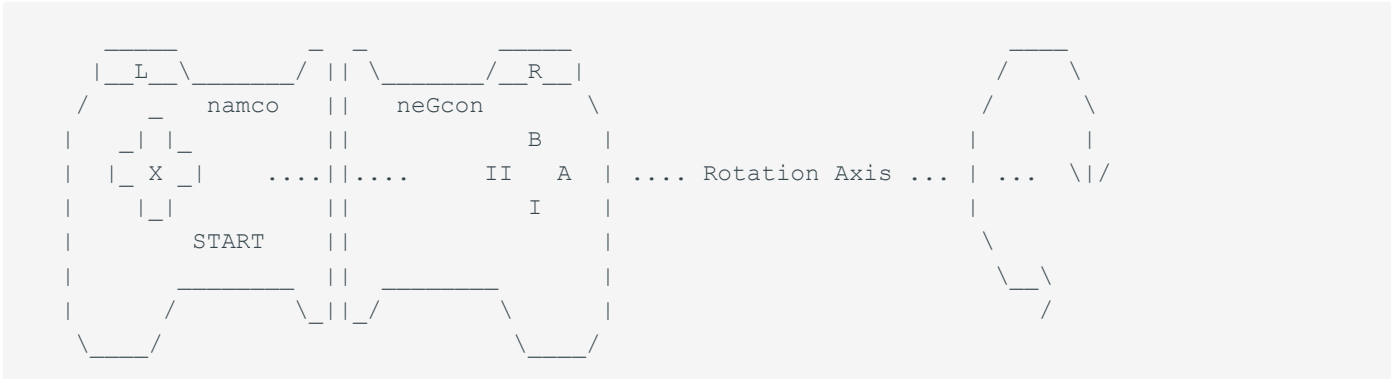 L R
namco neGcon
B
X .... .... II A .... Rotation Axis ... ...
I
START